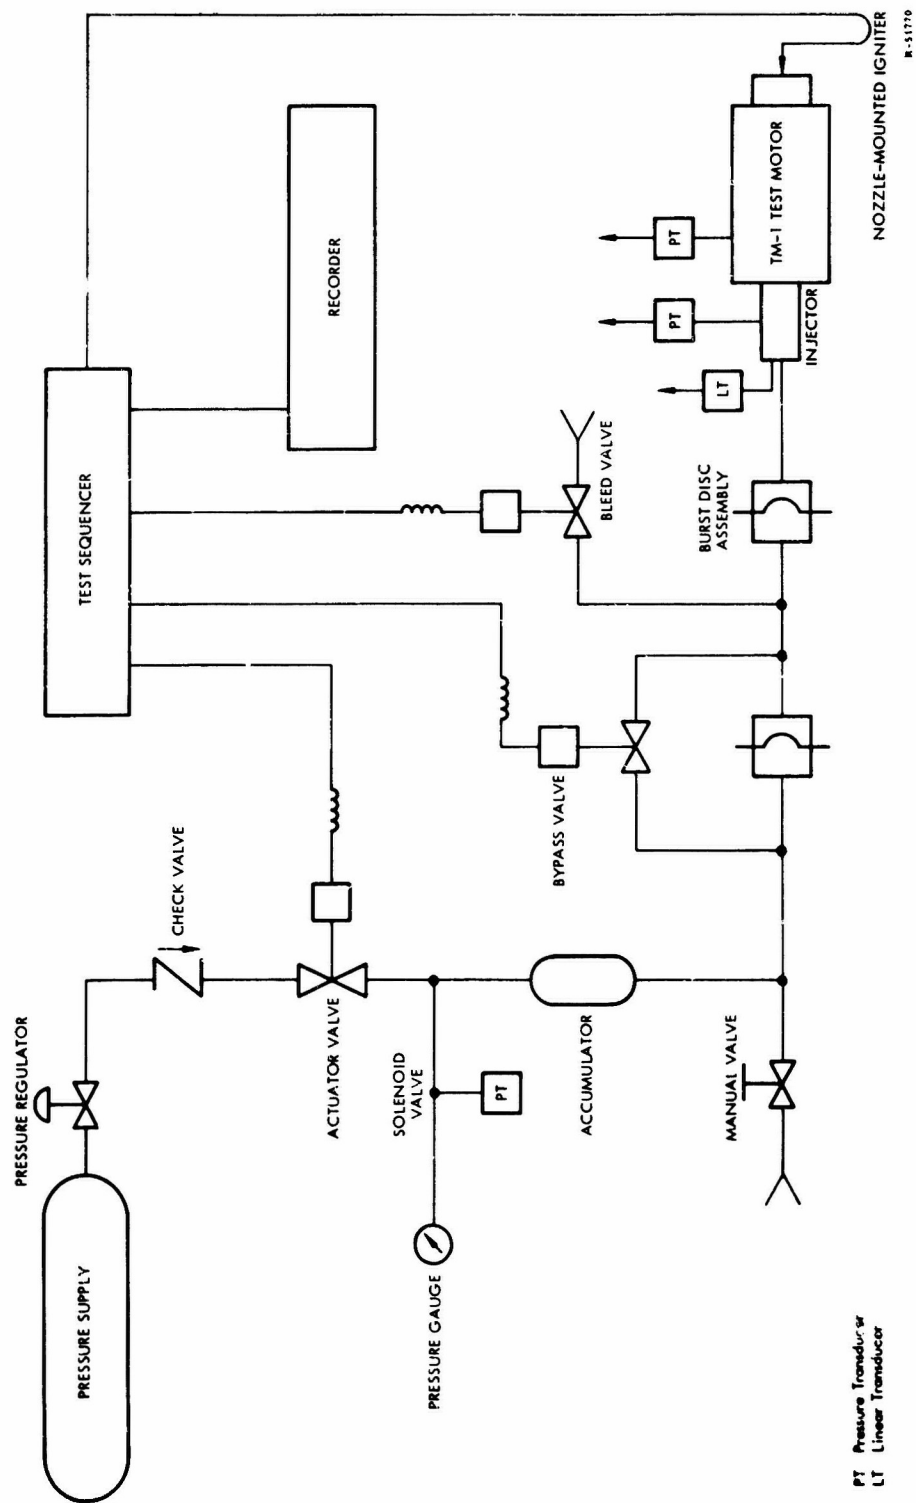 PRESSURE SUPPLY
PRESSURE REGULATOR
CHECK VALVE
ACTUATOR VALVE
TEST SEQUENCER
RECORDER
PRESSURE GAUGE
SOLENOID
VALVE
PT
ACCUMULATOR
BYPASS VALVE
BLEED VALVE
MANUAL VALVE
BURST DISC
ASSEMBLY
LT
PT
PT
INJECTOR
TM-1 TEST MOTOR
NOZZLE-MOUNTED IGNITER
PT Pressure Transducer
LT Linear Transducer
R-51770